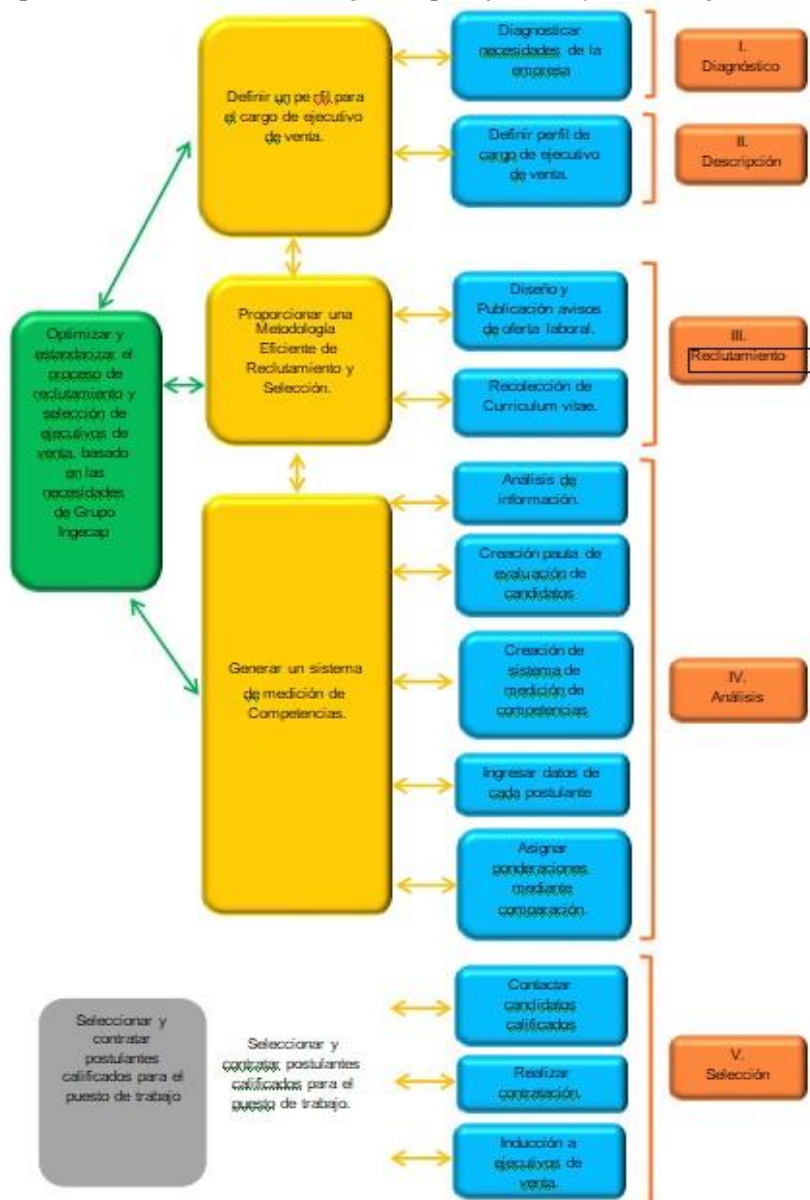 Diagnosticar
necesidades de la
empresa
I.
Diagnóstico
Definir un pe rfil para
el cargo de ejecutivo
de venta.
Definir perfil de
cargo de ejecutivo de
venta.
II.
Descripción
Optimizar y
estandarizar el
proceso de
reclutamiento y
selección de
ejecutivos de
venta, basado
en las
necesidades
de Grupo
Ingecap
Proporcionar una
Metodología
Eficiente de
Reclutamiento y
Selección.
Diseño y
Publicación avisos
de oferta laboral.
Recolección de
Curriculum vitae.
III.
Reclutamiento
Generar un sistema
de medición de
Competencias.
Análisis de
información.
Creación pauta de
evaluación de
candidatos
Creación de
sistema de
medición de
competencias
Ingresar datos de
cada postulante
Asignar
ponderaciones
mediante
comparación.
IV.
Análisis
Seleccionar y
contratar
postulantes
calificados para el
puesto de trabajo
Seleccionar y
contratar postulantes
calificados para el
puesto de trabajo.
Contactar
candidatos
calificados
Realizar
contratación.
Inducción a
ejecutivos de
venta.
V.
Selección